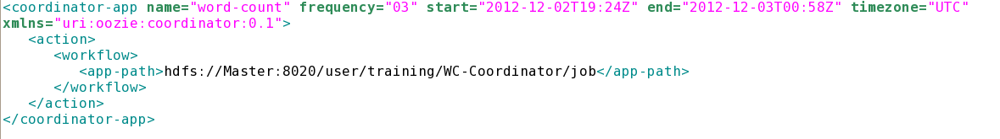 <coordinator-app name="word-count" frequency="03" start="2012-12-02T19:24Z" end="2012-12-03T00:58Z" timezone="UTC"
xmlns="uri:oozie:coordinator:0.1">
   <action>
      <workflow>
         <app-path>hdfs://Master:8020/user/training/WC-Coordinator/job</app-path>
      </workflow>
   </action>
</coordinator-app>